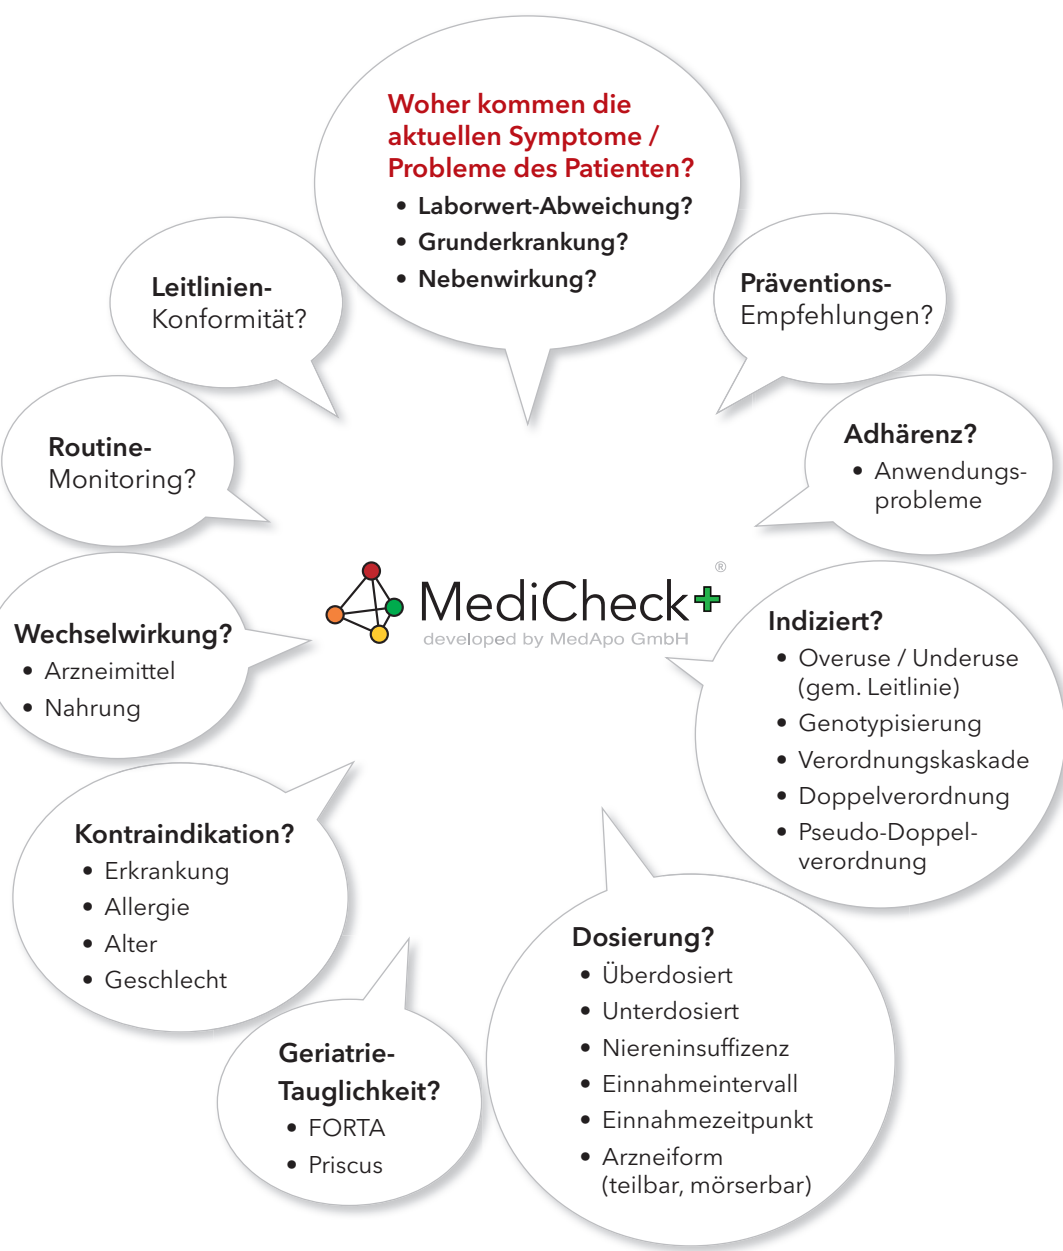 Woher kommen die
aktuellen Symptome /
Probleme des Patienten?
• Laborwert-Abweichung?
• Grunderkrankung?
• Nebenwirkung?
Leitlinien-
Konformität?
Präventions-
Empfehlungen?
Routine-
Monitoring?
Adhärenz?
• Anwendungs-
probleme
MediCheck+®
developed by MedApo GmbH
Wechselwirkung?
• Arzneimittel
• Nahrung
Indiziert?
• Overuse / Underuse
(gem. Leitlinie)
• Genotypisierung
• Verordnungskaskade
• Doppelverordnung
• Pseudo-Doppel-
verordnung
Kontraindikation?
• Erkrankung
• Allergie
• Alter
• Geschlecht
Dosierung?
• Überdosiert
• Unterdosiert
• Niereninsuffizenz
• Einnahmeintervall
• Einnahmezeitpunkt
• Arzneiform
(teilbar, mörserbar)
Geriatrie-
Tauglichkeit?
• FORTA
• Priscus